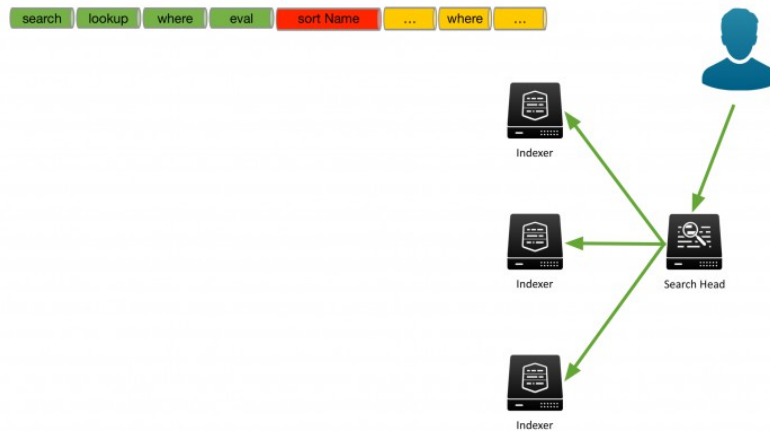 search lookup where eval sort Name ... where ...
Indexer
Indexer
Search Head
Indexer